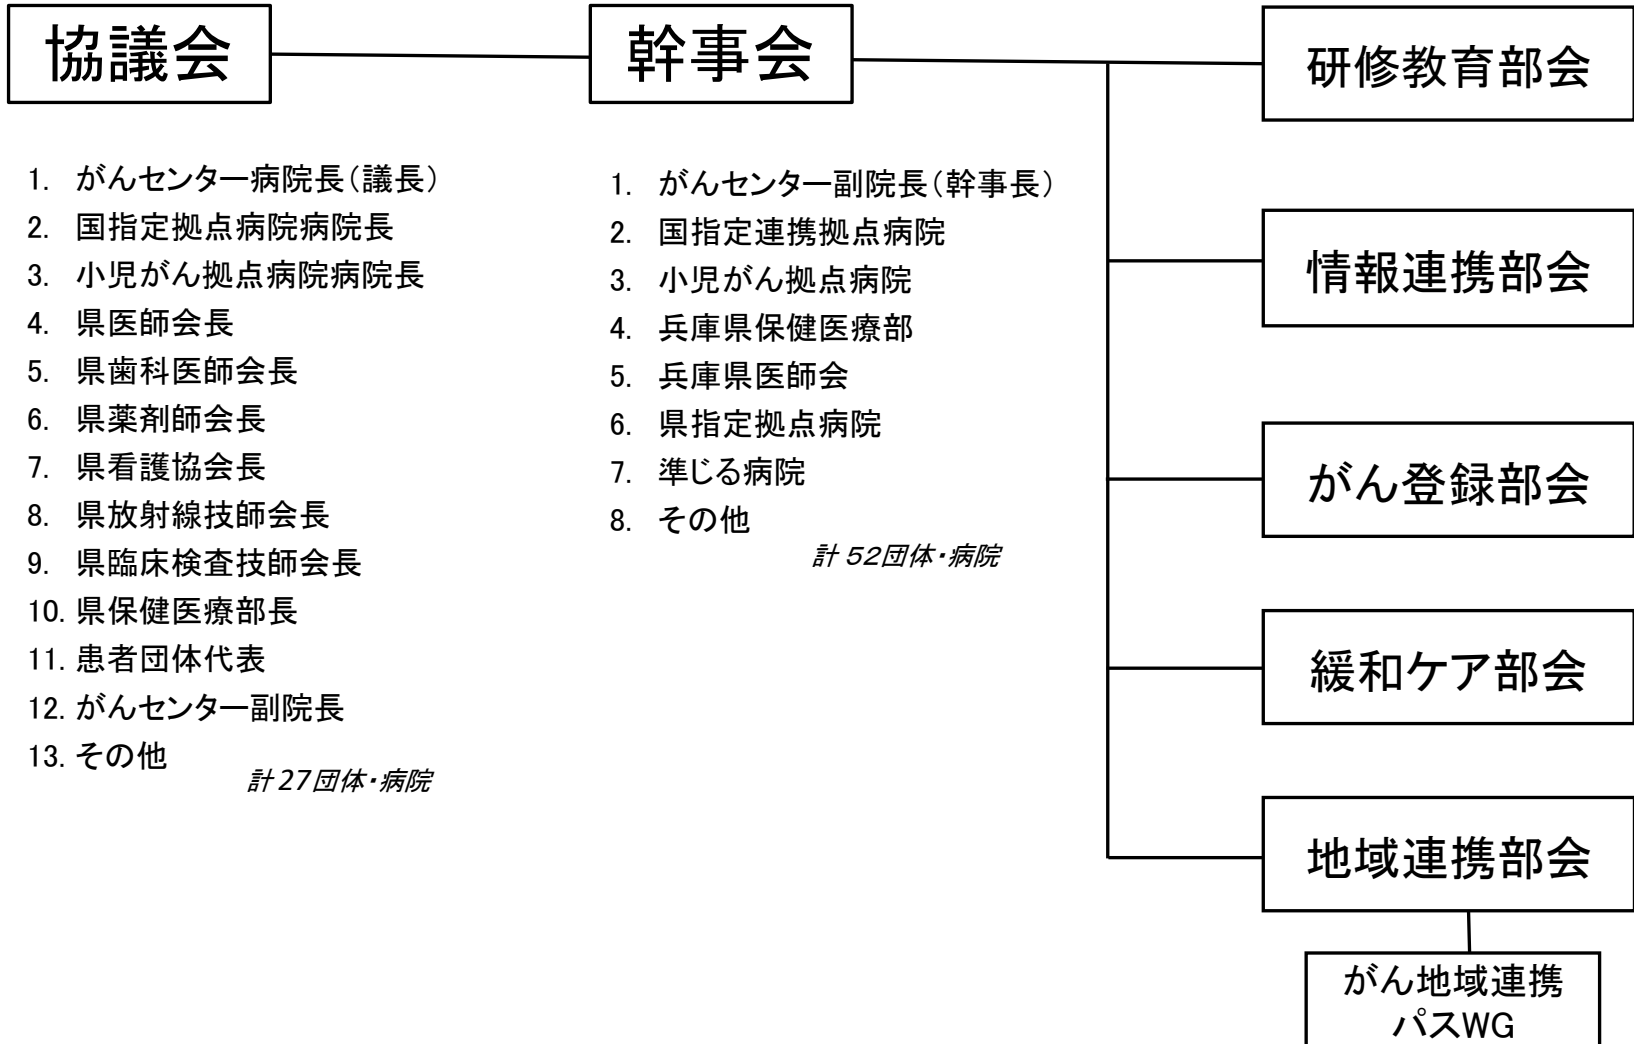 協議会
1. がんセンター病院長（議長）
2. 国指定拠点病院病院長
3. 小児がん拠点病院病院長
4. 県医師会長
5. 県歯科医師会長
6. 県薬剤師会長
7. 県看護協会長
8. 県放射線技師会長
9. 県臨床検査技師会長
10. 県保健医療部長
11. 患者団体代表
12. がんセンター副院長
13. その他
計27団体・病院
幹事会
1. がんセンター副院長（幹事長）
2. 国指定連携拠点病院
3. 小児がん拠点病院
4. 兵庫県保健医療部
5. 兵庫県医師会
6. 県指定拠点病院
7. 準じる病院
8. その他
計52団体・病院
研修教育部会
情報連携部会
がん登録部会
緩和ケア部会
地域連携部会
がん地域連携
パスWG